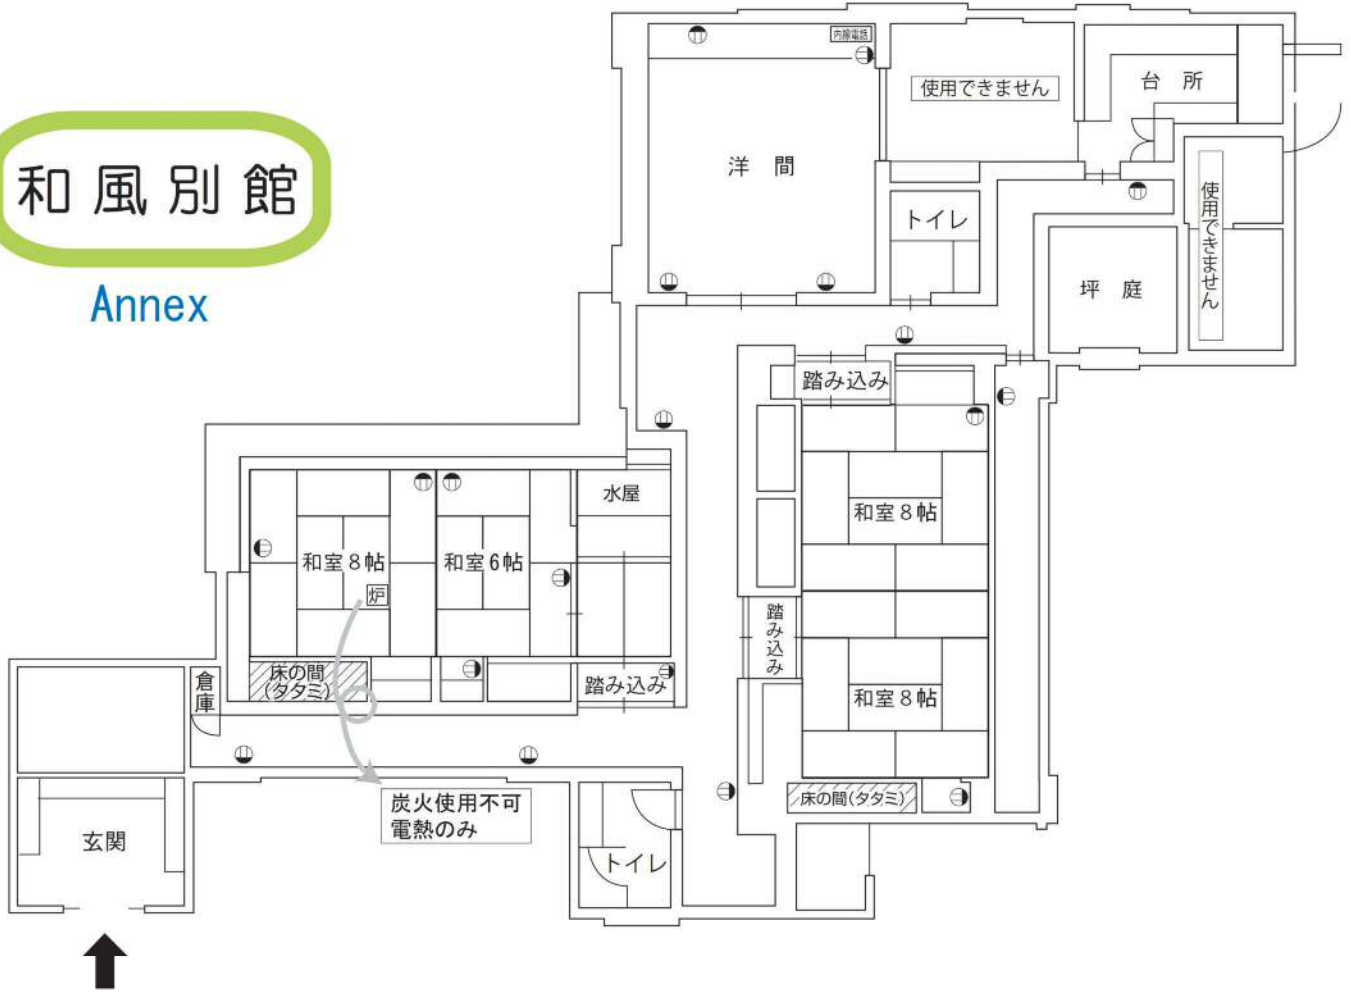 和風別館
Annex
内線電話
使用できません
台所
洋間
トイレ
使用できません
坪庭
踏み込み
水屋
和室8帖
和室8帖
炉
和室6帖
踏み込み
床の間
(タタミ)
倉庫
踏み込み
和室8帖
床の間(タタミ)
炭火使用不可
電熱のみ
玄関
トイレ